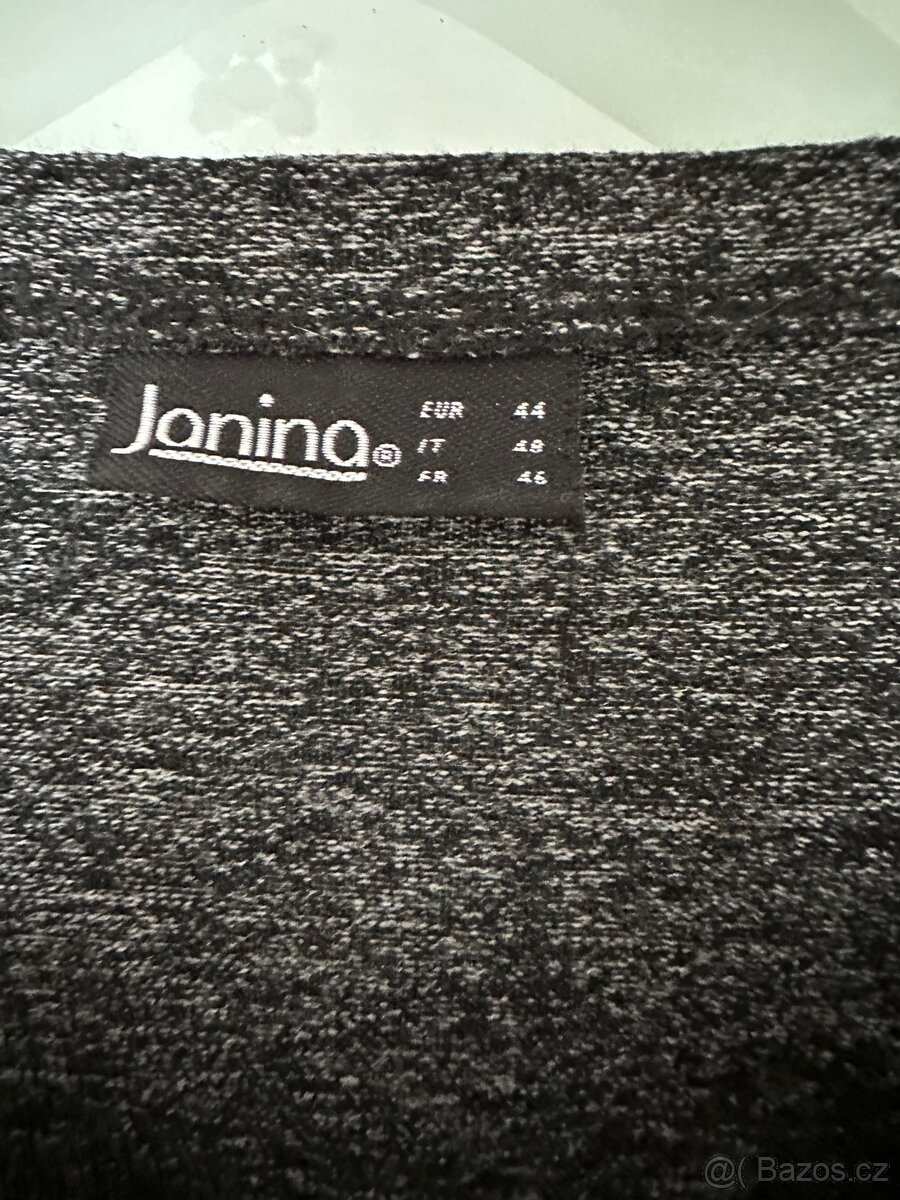 Janina®
EUR 44
IT 48
FR 46
@( Bazos.cz